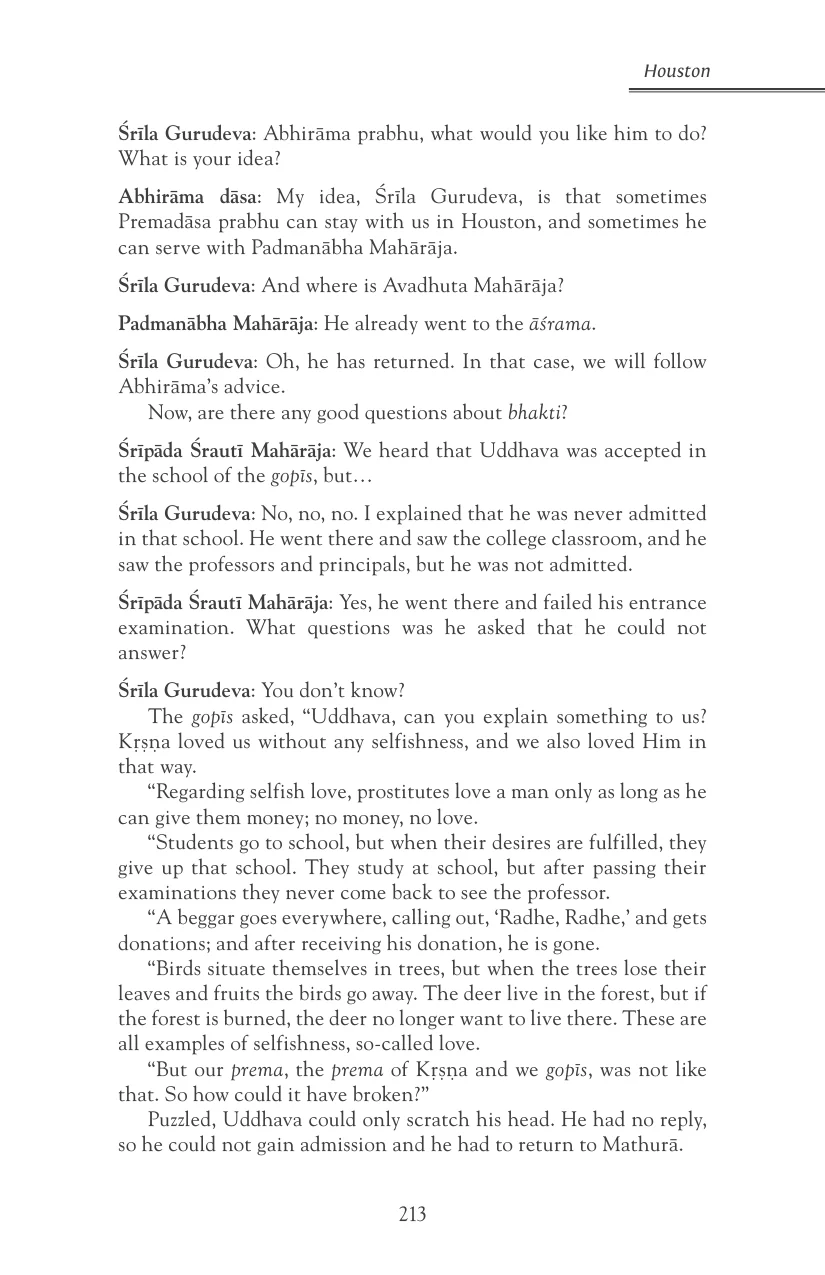 Houston
Śrīla Gurudeva: Abhirāma prabhu, what would you like him to do?
What is your idea?
Abhirāma dāsa: My idea, Śrīla Gurudeva, is that sometimes
Premadāsa prabhu can stay with us in Houston, and sometimes he
can serve with Padmanābha Mahārāja.
Śrīla Gurudeva: And where is Avadhuta Mahārāja?
Padmanābha Mahārāja: He already went to the āśrama.
Śrīla Gurudeva: Oh, he has returned. In that case, we will follow
Abhirāma’s advice.
Now, are there any good questions about bhakti?
Śrīpāda Śrautī Mahārāja: We heard that Uddhava was accepted in
the school of the gopīs, but…
Śrīla Gurudeva: No, no, no. I explained that he was never admitted
in that school. He went there and saw the college classroom, and he
saw the professors and principals, but he was not admitted.
Śrīpāda Śrautī Mahārāja: Yes, he went there and failed his entrance
examination. What questions was he asked that he could not
answer?
Śrīla Gurudeva: You don’t know?
The gopīs asked, “Uddhava, can you explain something to us?
Kṛṣṇa loved us without any selfishness, and we also loved Him in
that way.
“Regarding selfish love, prostitutes love a man only as long as he
can give them money; no money, no love.
“Students go to school, but when their desires are fulfilled, they
give up that school. They study at school, but after passing their
examinations they never come back to see the professor.
“A beggar goes everywhere, calling out, ‘Radhe, Radhe,’ and gets
donations; and after receiving his donation, he is gone.
“Birds situate themselves in trees, but when the trees lose their
leaves and fruits the birds go away. The deer live in the forest, but if
the forest is burned, the deer no longer want to live there. These are
all examples of selfishness, so-called love.
“But our prema, the prema of Kṛṣṇa and we gopīs, was not like
that. So how could it have broken?”
Puzzled, Uddhava could only scratch his head. He had no reply,
so he could not gain admission and he had to return to Mathurā.
213